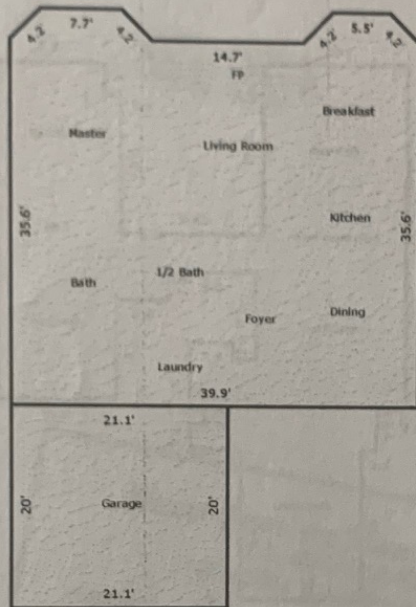 7.7'
5.5'
4.2'
4.2'
4.2'
4.2'
14.7'
FP
Breakfast
Master
Living Room
35.6'
Kitchen
35.6'
1/2 Bath
Bath
Foyer
Dining
Laundry
39.9'
21.1'
20'
Garage
20'
21.1'